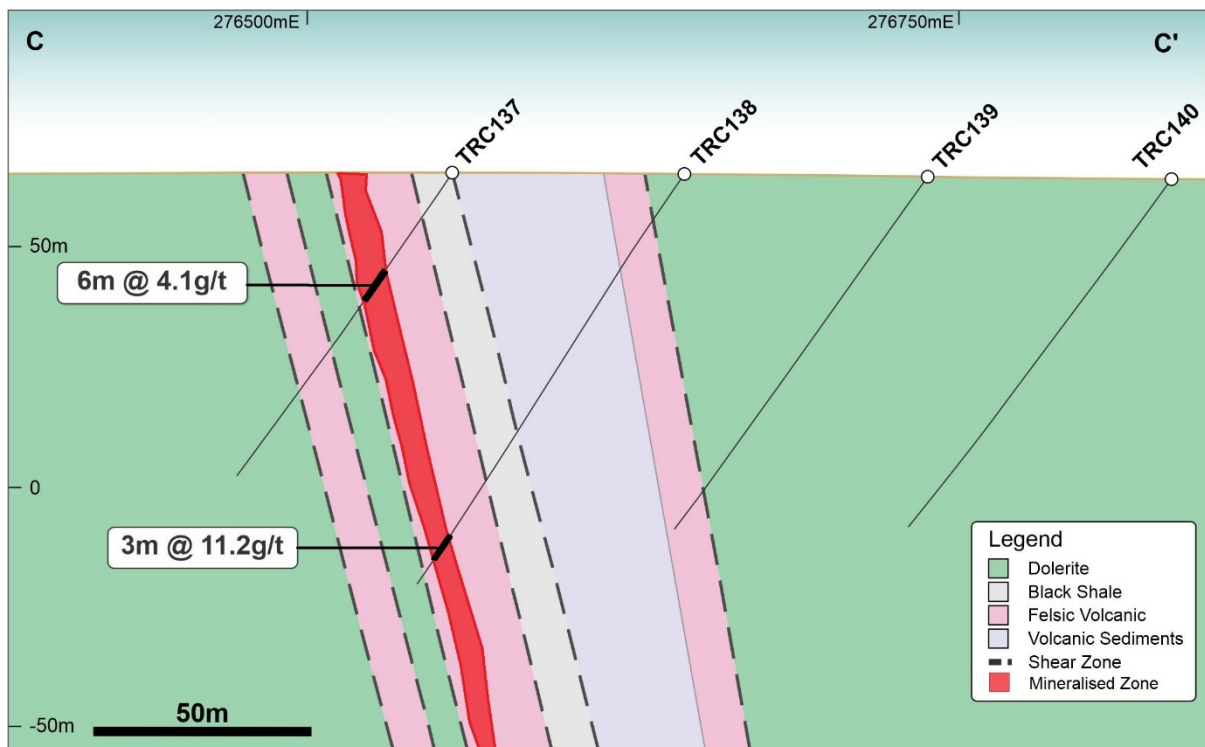 276500mE
276750mE
C
C'
TRC137
TRC138
TRC139
TRC140
50m
6m @ 4.1g/t
0
3m @ 11.2g/t
Legend
Dolerite
Black Shale
Felsic Volcanic
Volcanic Sediments
Shear Zone
Mineralised Zone
50m
-50m